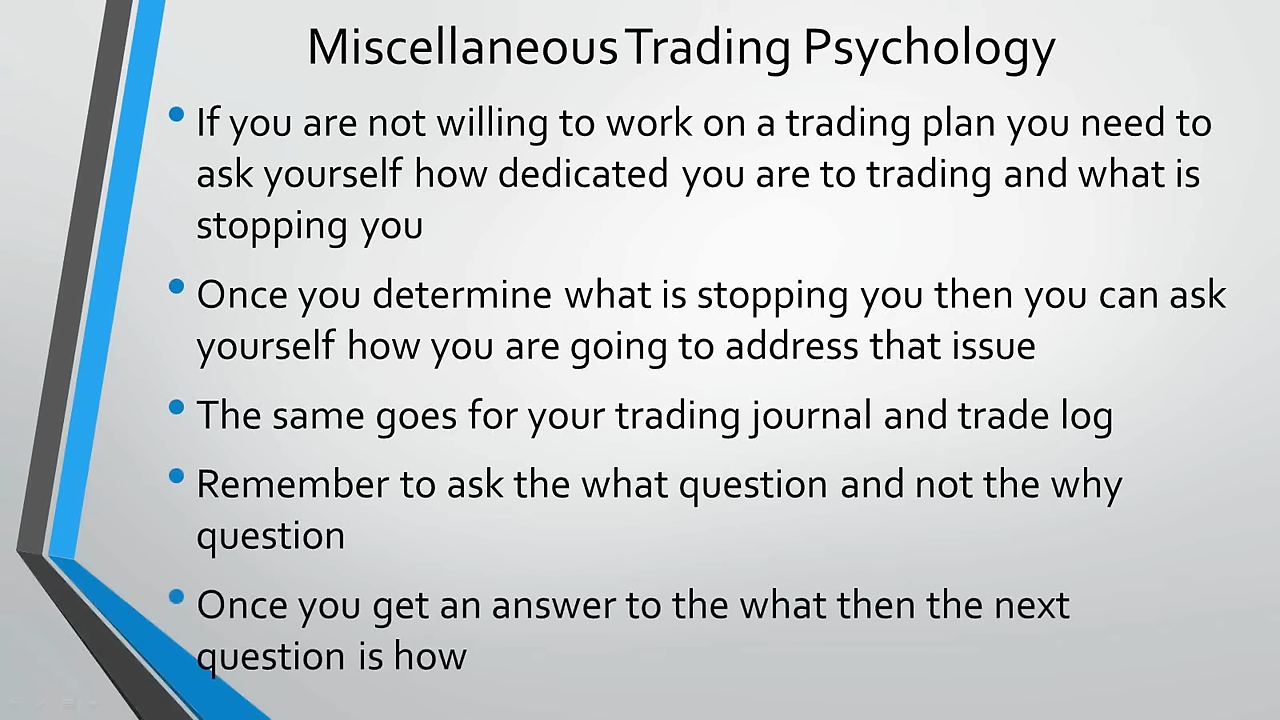 Miscellaneous Trading Psychology
• If you are not willing to work on a trading plan you need to
ask yourself how dedicated you are to trading and what is
stopping you
• Once you determine what is stopping you then you can ask
yourself how you are going to address that issue
• The same goes for your trading journal and trade log
• Remember to ask the what question and not the why
question
• Once you get an answer to the what then the next
question is how